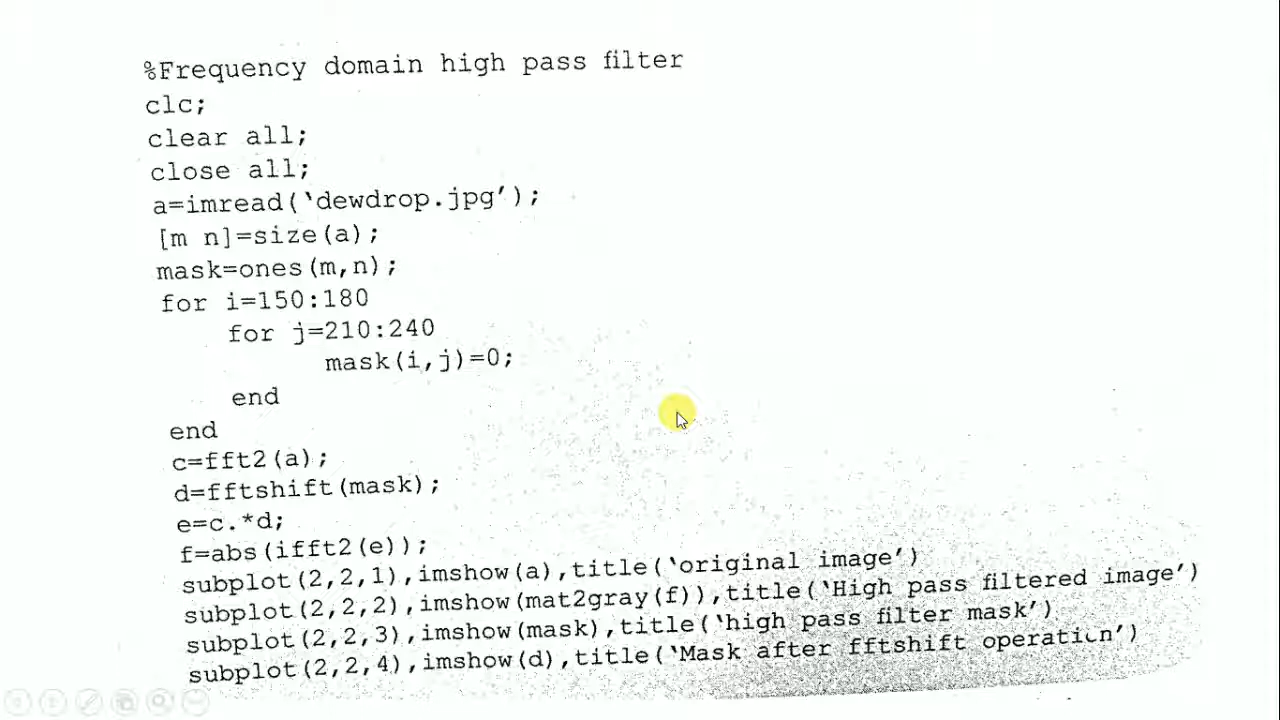 %Frequency domain high pass filter
clc;
clear all;
close all;
a=imread(‘dewdrop.jpg’);
[m n]=size(a);
mask=ones(m,n);
for i=150:180
for j=210:240
mask(i,j)=0;
end
end
c=fft2(a);
d=fftshift(mask);
e=c.*d;
f=abs(ifft2(e));
subplot(2,2,1),imshow(a),title(‘original image’)
subplot(2,2,2),imshow(mat2gray(f)),title(‘High pass filtered image’)
subplot(2,2,3),imshow(mask),title(‘high pass filter mask’)
subplot(2,2,4),imshow(d),title(‘Mask after fftshift operation’)